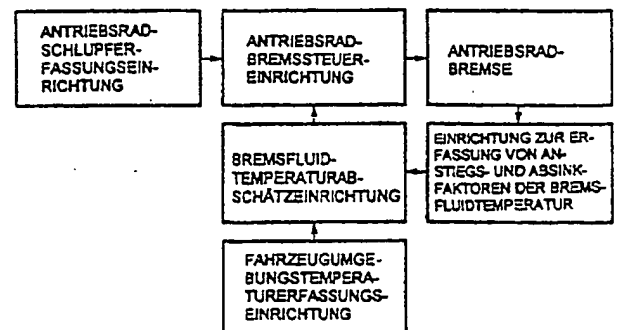 ANTRIEBSRAD-
SCHLUPFER-
FASSUNGSEIN-
RICHTUNG
ANTRIEBSRAD-
BREMSSTEUER-
EINRICHTUNG
ANTRIEBSRAD-
BREMSE
BREMSFLUID-
TEMPERATURAB-
SCHÄTZEINRICHTUNG
EINRICHTUNG ZUR ER-
FASSUNG VON AN-
STIEGS- UND ABSINK-
FAKTOREN DER BREMS-
FLUIDTEMPERATUR
FAHRZEUGUMGE-
BUNGSTEMPERA-
TURERFASSUNGS-
EINRICHTUNG